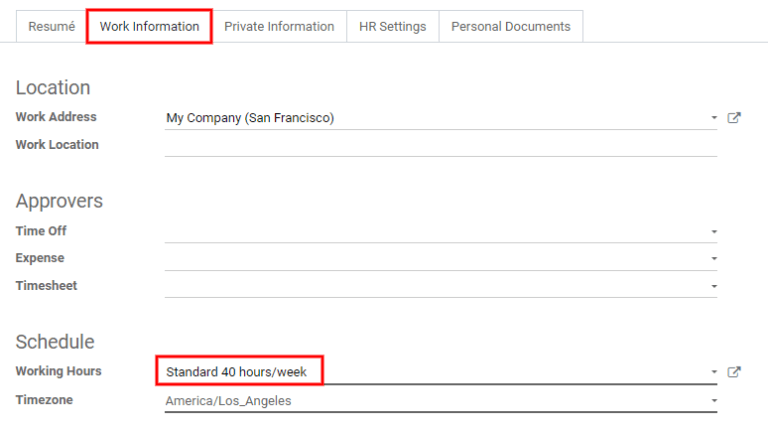 Resumé Work Information Private Information HR Settings Personal Documents
Location
Work Address My Company (San Francisco)
Work Location
Approvers
Time Off
Expense
Timesheet
Schedule
Working Hours Standard 40 hours/week
Timezone America/Los_Angeles